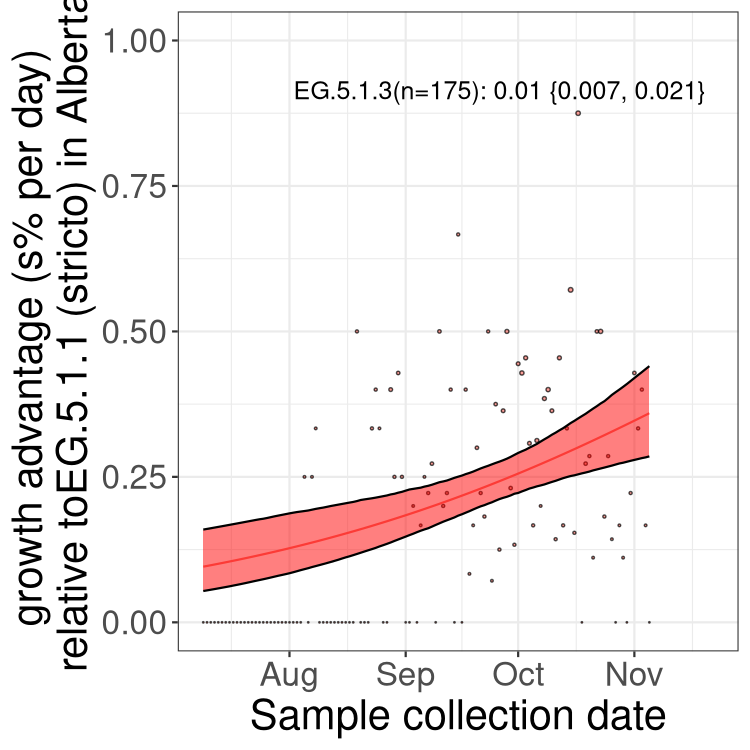 growth advantage (s% per day)
relative toEG.5.1.1 (stricto) in Alberta
1.00
0.75
0.50
0.25
0.00
EG.5.1.3(n=175): 0.01 {0.007, 0.021}
Aug Sep Oct Nov
Sample collection date